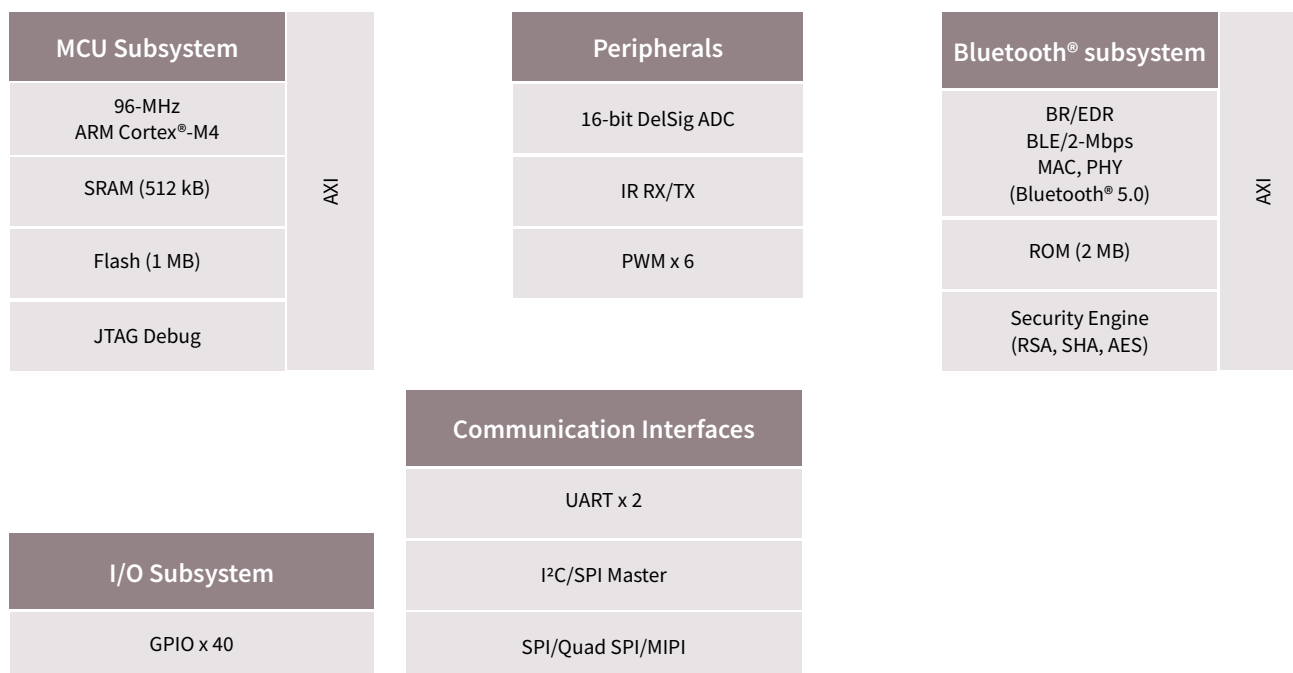 MCU Subsystem
96-MHz
ARM Cortex®-M4
SRAM (512 kB)
Flash (1 MB)
JTAG Debug
AXI
Peripherals
16-bit DelSig ADC
IR RX/TX
PWM x 6
Bluetooth® subsystem
BR/EDR
BLE/2-Mbps
MAC, PHY
(Bluetooth® 5.0)
ROM (2 MB)
Security Engine
(RSA, SHA, AES)
AXI
I/O Subsystem
GPIO x 40
Communication Interfaces
UART x 2
I²C/SPI Master
SPI/Quad SPI/MIPI